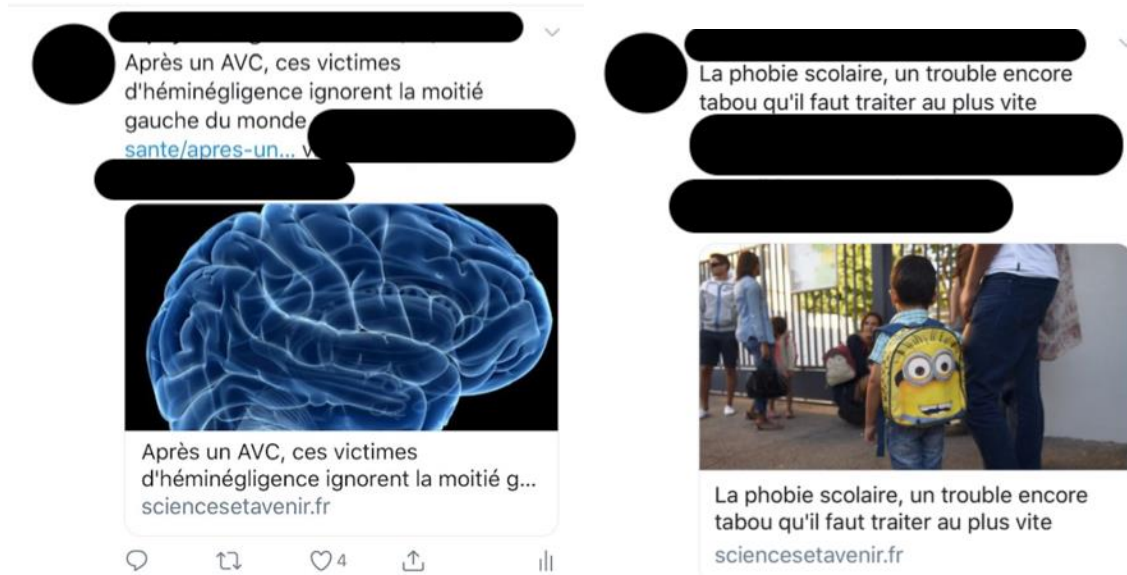 Après un AVC, ces victimes
d'héminégligence ignorent la moitié
gauche du monde
sante/apres-un... v
Après un AVC, ces victimes
d'héminégligence ignorent la moitié g...
sciencesetavenir.fr
4
La phobie scolaire, un trouble encore
tabou qu'il faut traiter au plus vite
La phobie scolaire, un trouble encore
tabou qu'il faut traiter au plus vite
sciencesetavenir.fr